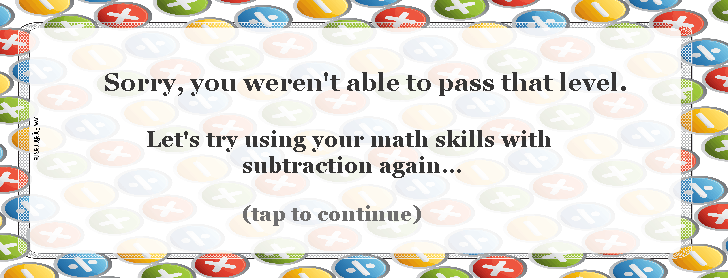 Sorry, you weren't able to pass that level.
Let's try using your math skills with
subtraction again...
(tap to continue)